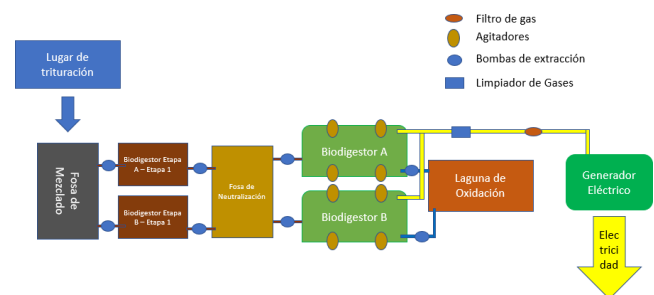 Filtro de gas
Agitadores
Bombas de extracción
Limpiador de Gases
Lugar de
trituración
Fosa de
Mezclado
Biodigestor Etapa
A – Etapa 1
Biodigestor Etapa
B – Etapa 1
Fosa de
Neutralización
Biodigestor A
Biodigestor B
Laguna de
Oxidación
Generador
Eléctrico
Elec
trici
dad